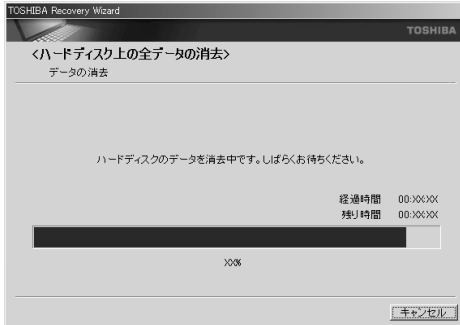 TOSHIBA Recovery Wizard
TOSHIBA
<ハードディスク上の全データの消去>
データの消去
ハードディスクのデータを消去中です。しばらくお待ちください。
経過時間 00:XX:XX
残り時間 00:XX:XX
XX%
キャンセル